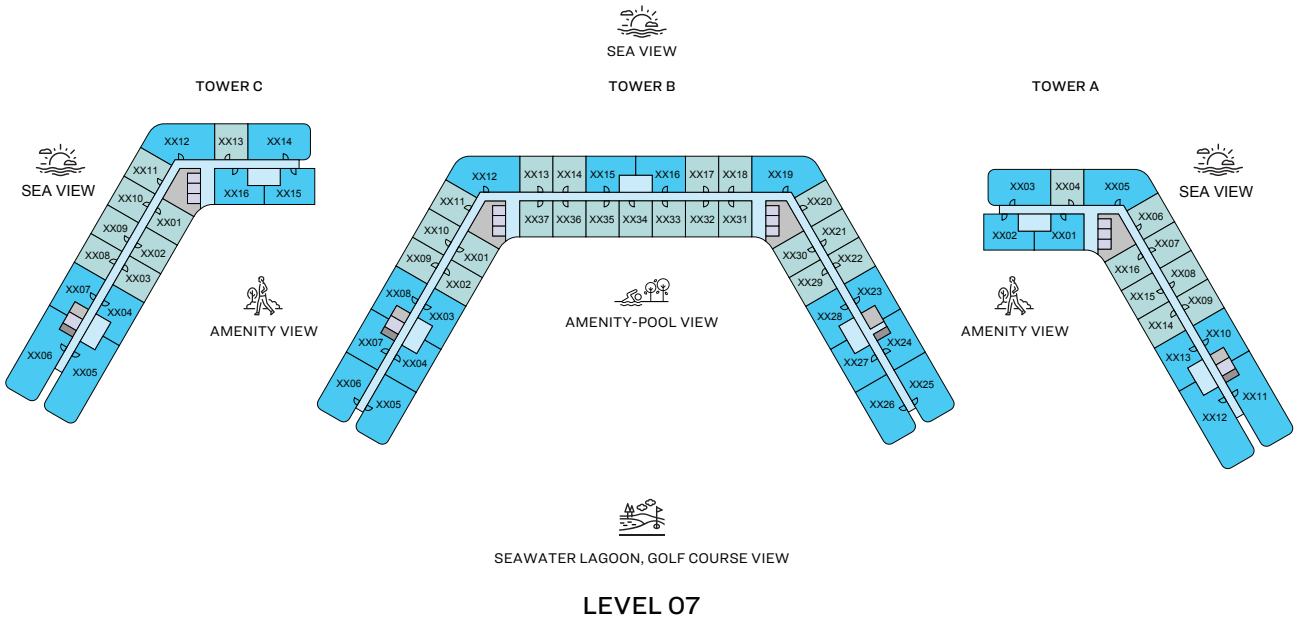 SEA VIEW
TOWER C
TOWER B
TOWER A
SEA VIEW
SEA VIEW
XX12
XX13
XX14
XX11
XX10
XX09
XX08
XX07
XX06
XX16
XX15
XX01
XX02
XX03
XX04
XX05
AMENITY VIEW
XX12
XX13
XX14
XX15
XX16
XX17
XX18
XX19
XX11
XX10
XX09
XX08
XX07
XX06
XX37
XX36
XX35
XX34
XX33
XX32
XX31
XX01
XX02
XX03
XX04
XX05
XX20
XX21
XX22
XX23
XX24
XX25
XX30
XX29
XX28
XX27
XX26
AMENITY-POOL VIEW
XX03
XX04
XX05
XX02
XX01
XX06
XX07
XX08
XX09
XX10
XX11
XX16
XX15
XX14
XX13
XX12
AMENITY VIEW
SEAWATER LAGOON, GOLF COURSE VIEW
LEVEL 07